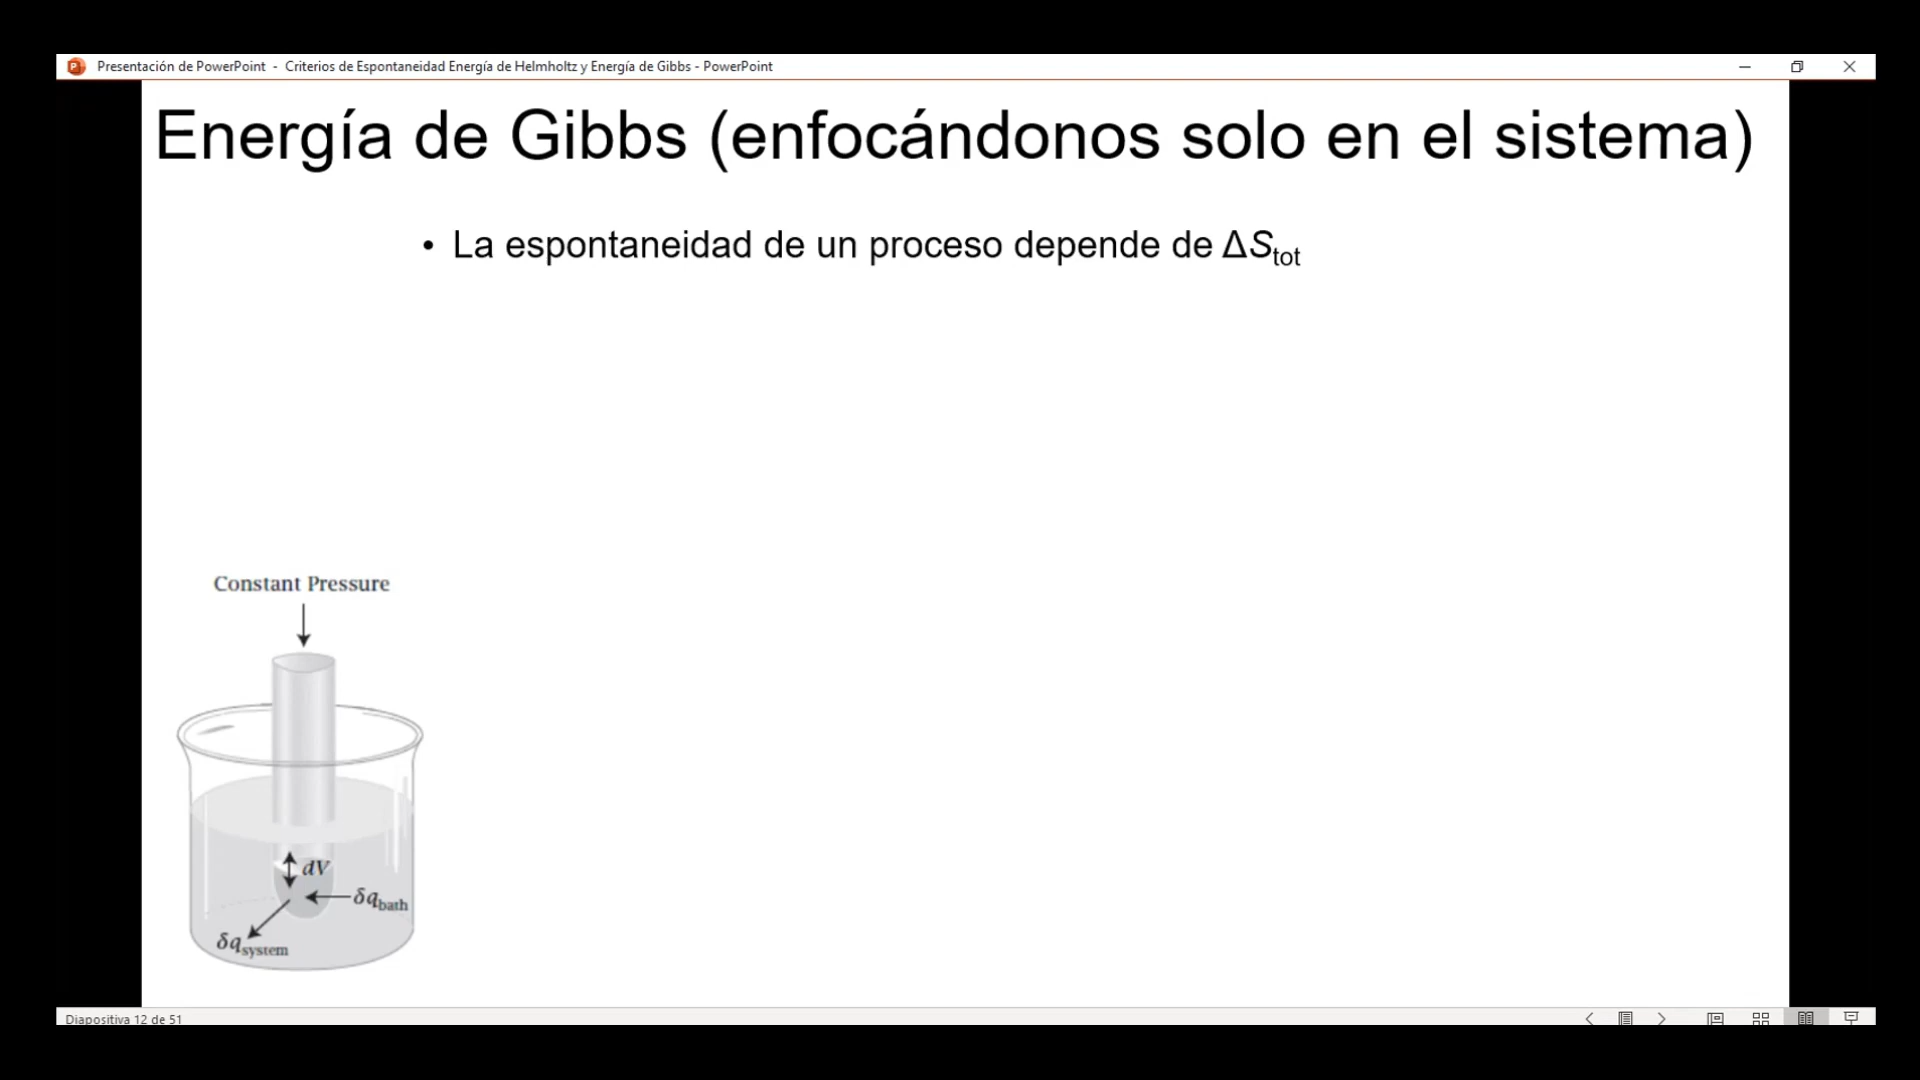 Presentación de PowerPoint - Criterios de Espontaneidad Energía de Helmholtz y Energía de Gibbs - PowerPoint
Energía de Gibbs (enfocándonos solo en el sistema)
• La espontaneidad de un proceso depende de ΔStot
Constant Pressure
dV
δqbath
δqsystem
Diapositiva 12 de 51